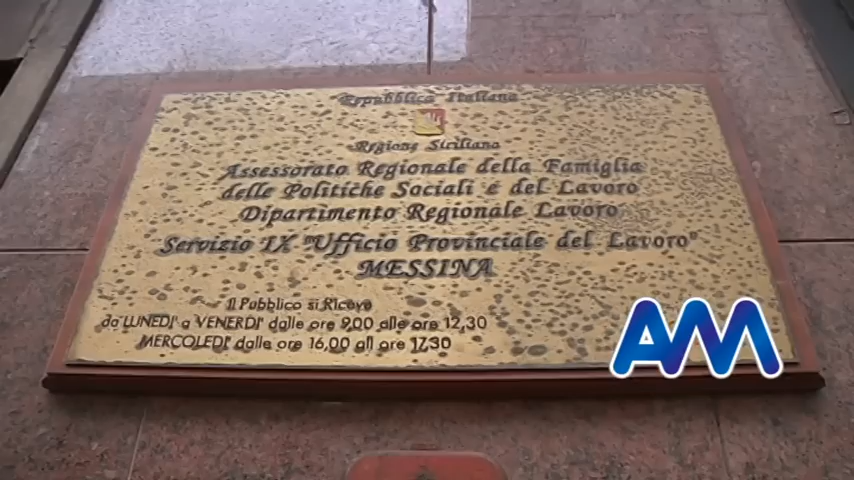 Repubblica Italiana
Regione Siciliana
Assessorato Regionale della Famiglia
delle Politiche Sociali e del Lavoro
Dipartimento Regionale Lavoro
Servizio IX "Ufficio Provinciale del Lavoro"
MESSINA
Il Pubblico si Riceve
da LUNEDI' a VENERDI' dalle ore 9,00 alle ore 12,30
MERCOLEDI' dalle ore 16,00 all ore 17,30
AM